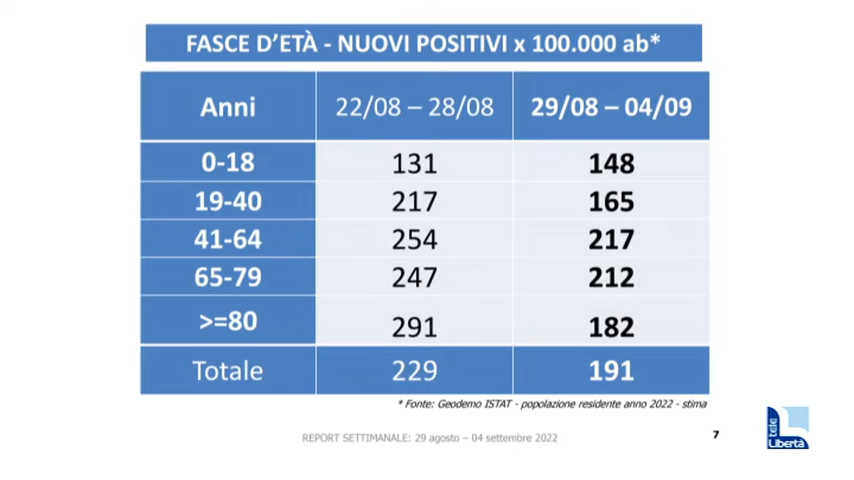 FASCE D'ETÀ - NUOVI POSITIVI x 100.000 ab*
Anni 22/08 – 28/08 29/08 – 04/09
0-18 131 148
19-40 217 165
41-64 254 217
65-79 247 212
>=80 291 182
Totale 229 191
* Fonte: Geodemo ISTAT - popolazione residente anno 2022 - stima
REPORT SETTIMANALE: 29 agosto – 04 settembre 2022
7
tele
Libertà